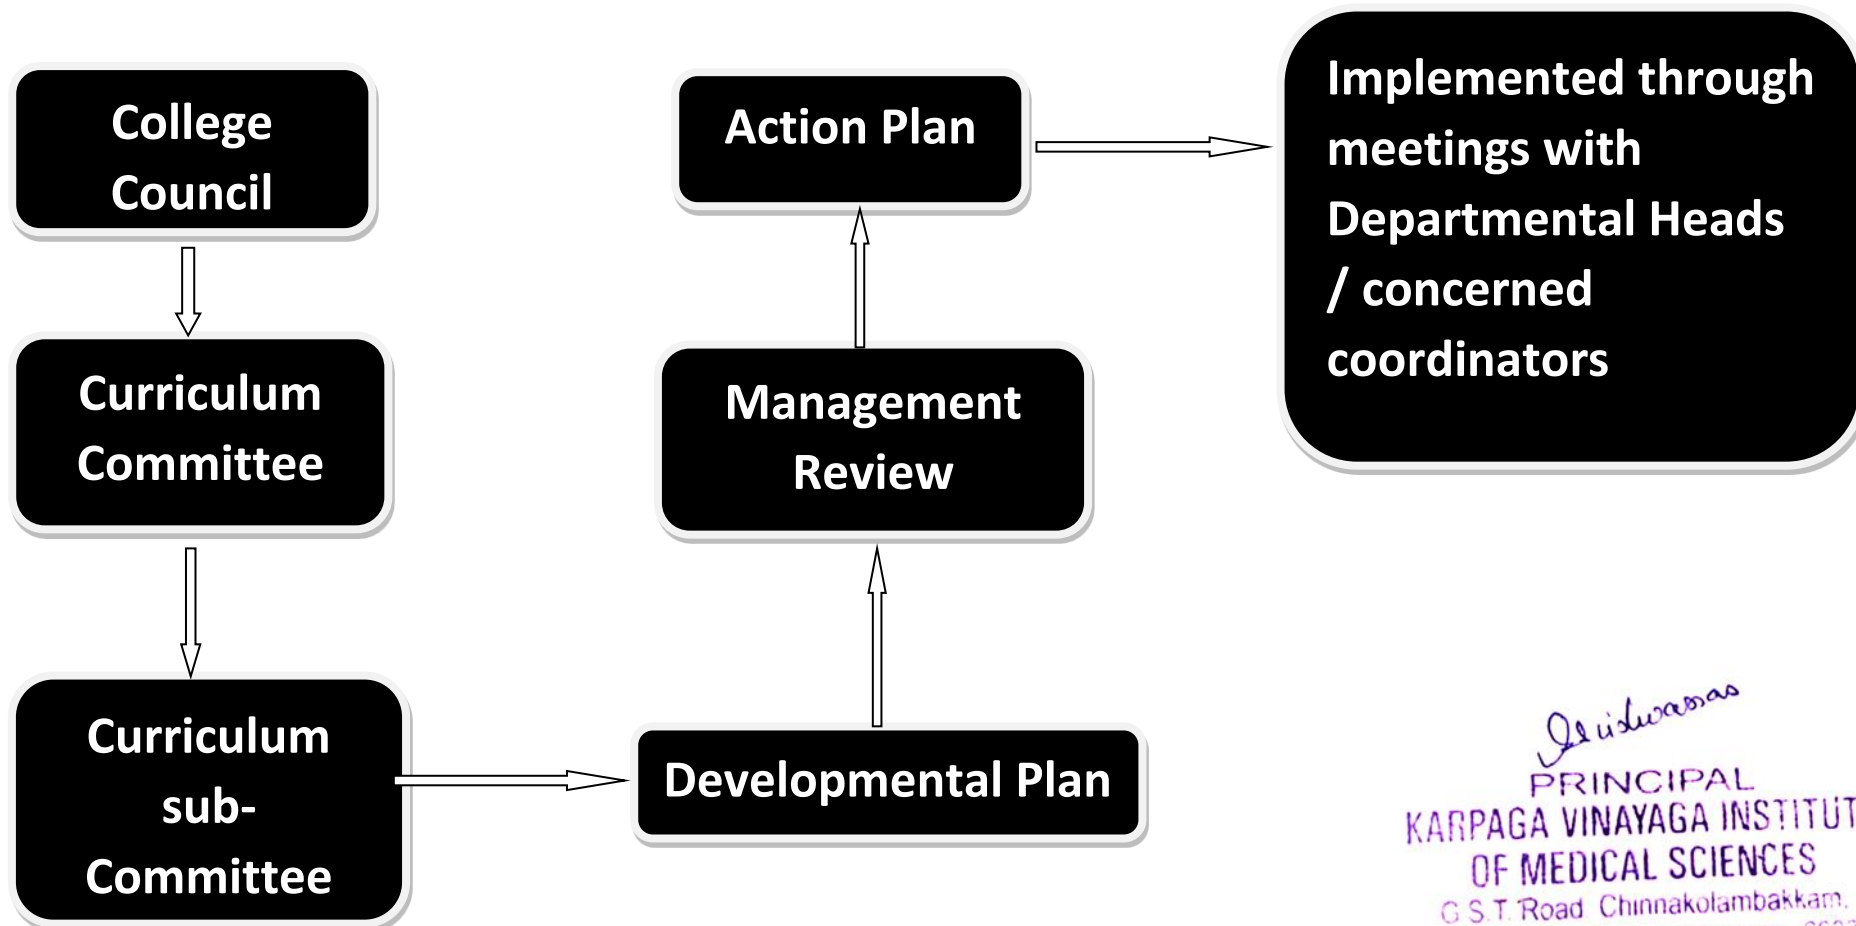 College
Council
Curriculum
Committee
Curriculum
sub-
Committee
Developmental Plan
Management
Review
Action Plan
Implemented through
meetings with
Departmental Heads
/ concerned
coordinators
PRINCIPAL
KARPAGA VINAYAGA INSTITUT
OF MEDICAL SCIENCES
G.S.T. Road Chinnakolambakkam,